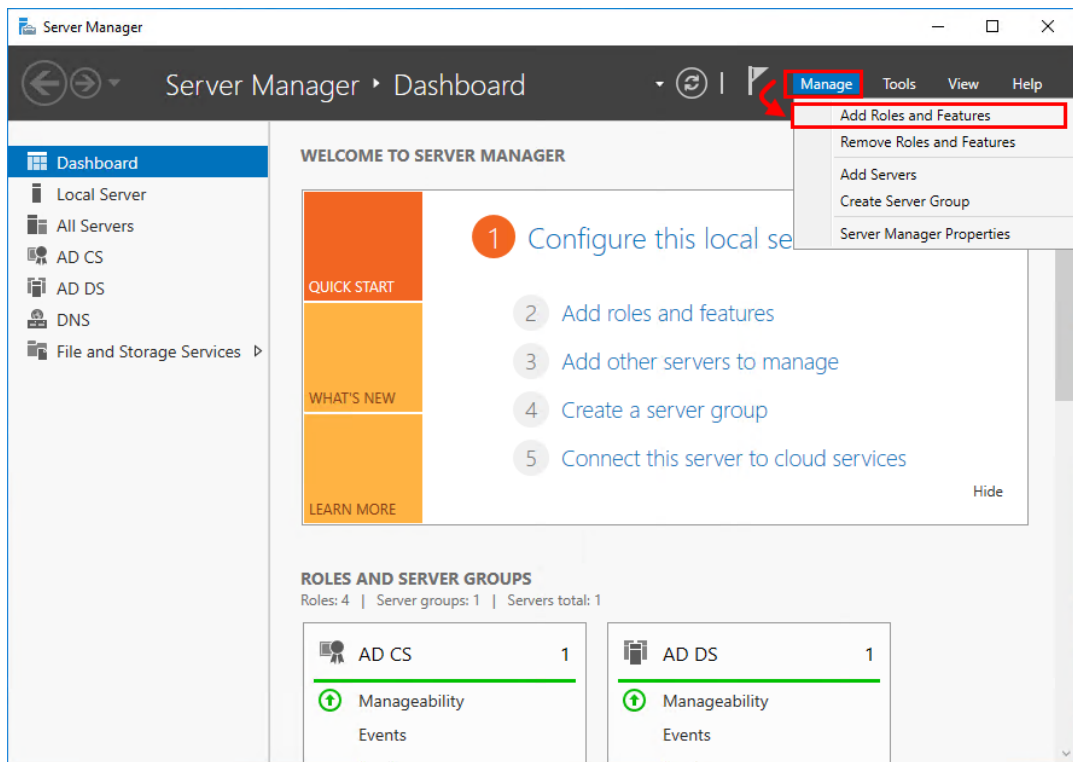 Server Manager
Server Manager ‣ Dashboard
Manage Tools View Help
Add Roles and Features
Remove Roles and Features
Add Servers
Create Server Group
Server Manager Properties
Dashboard
Local Server
All Servers
AD CS
AD DS
DNS
File and Storage Services
WELCOME TO SERVER MANAGER
QUICK START
WHAT'S NEW
LEARN MORE
1 Configure this local se
2 Add roles and features
3 Add other servers to manage
4 Create a server group
5 Connect this server to cloud services
Hide
ROLES AND SERVER GROUPS
Roles: 4 | Server groups: 1 | Servers total: 1
AD CS 1
Manageability
Events
AD DS 1
Manageability
Events